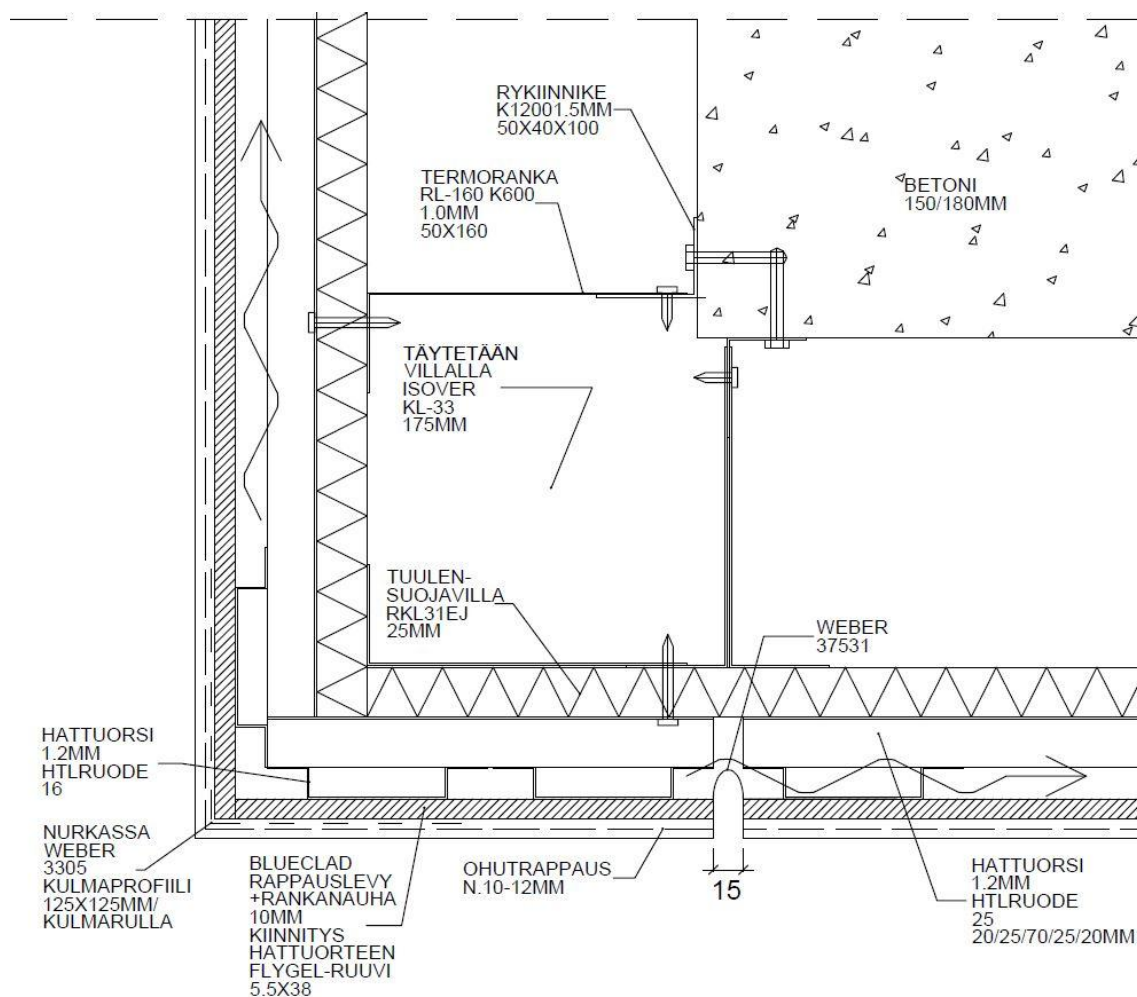 RYKIINNIKE
K12001.5MM
50X40X100
TERMORANKA
RL-160 K600
1.0MM
50X160
BETONI
150/180MM
TÄYTETÄÄN
VILLALLA
ISOVER
KL-33
175MM
TUULEN-
SUOJAVILLA
RKL31EJ
25MM
WEBER
37531
HATTUORSI
1.2MM
HTLRUODE
16
NURKASSA
WEBER
3305
KULMAPROFIILI
125X125MM/
KULMARULLA
BLUECLAD
RAPPAUSLEVY
+RANKANAUHA
10MM
KIINNITYS
HATTUORTEEN
FLYGEL-RUUVI
5.5X38
OHUTRAPPAUS
N.10-12MM
15
HATTUORSI
1.2MM
HTLRUODE
25
20/25/70/25/20MM